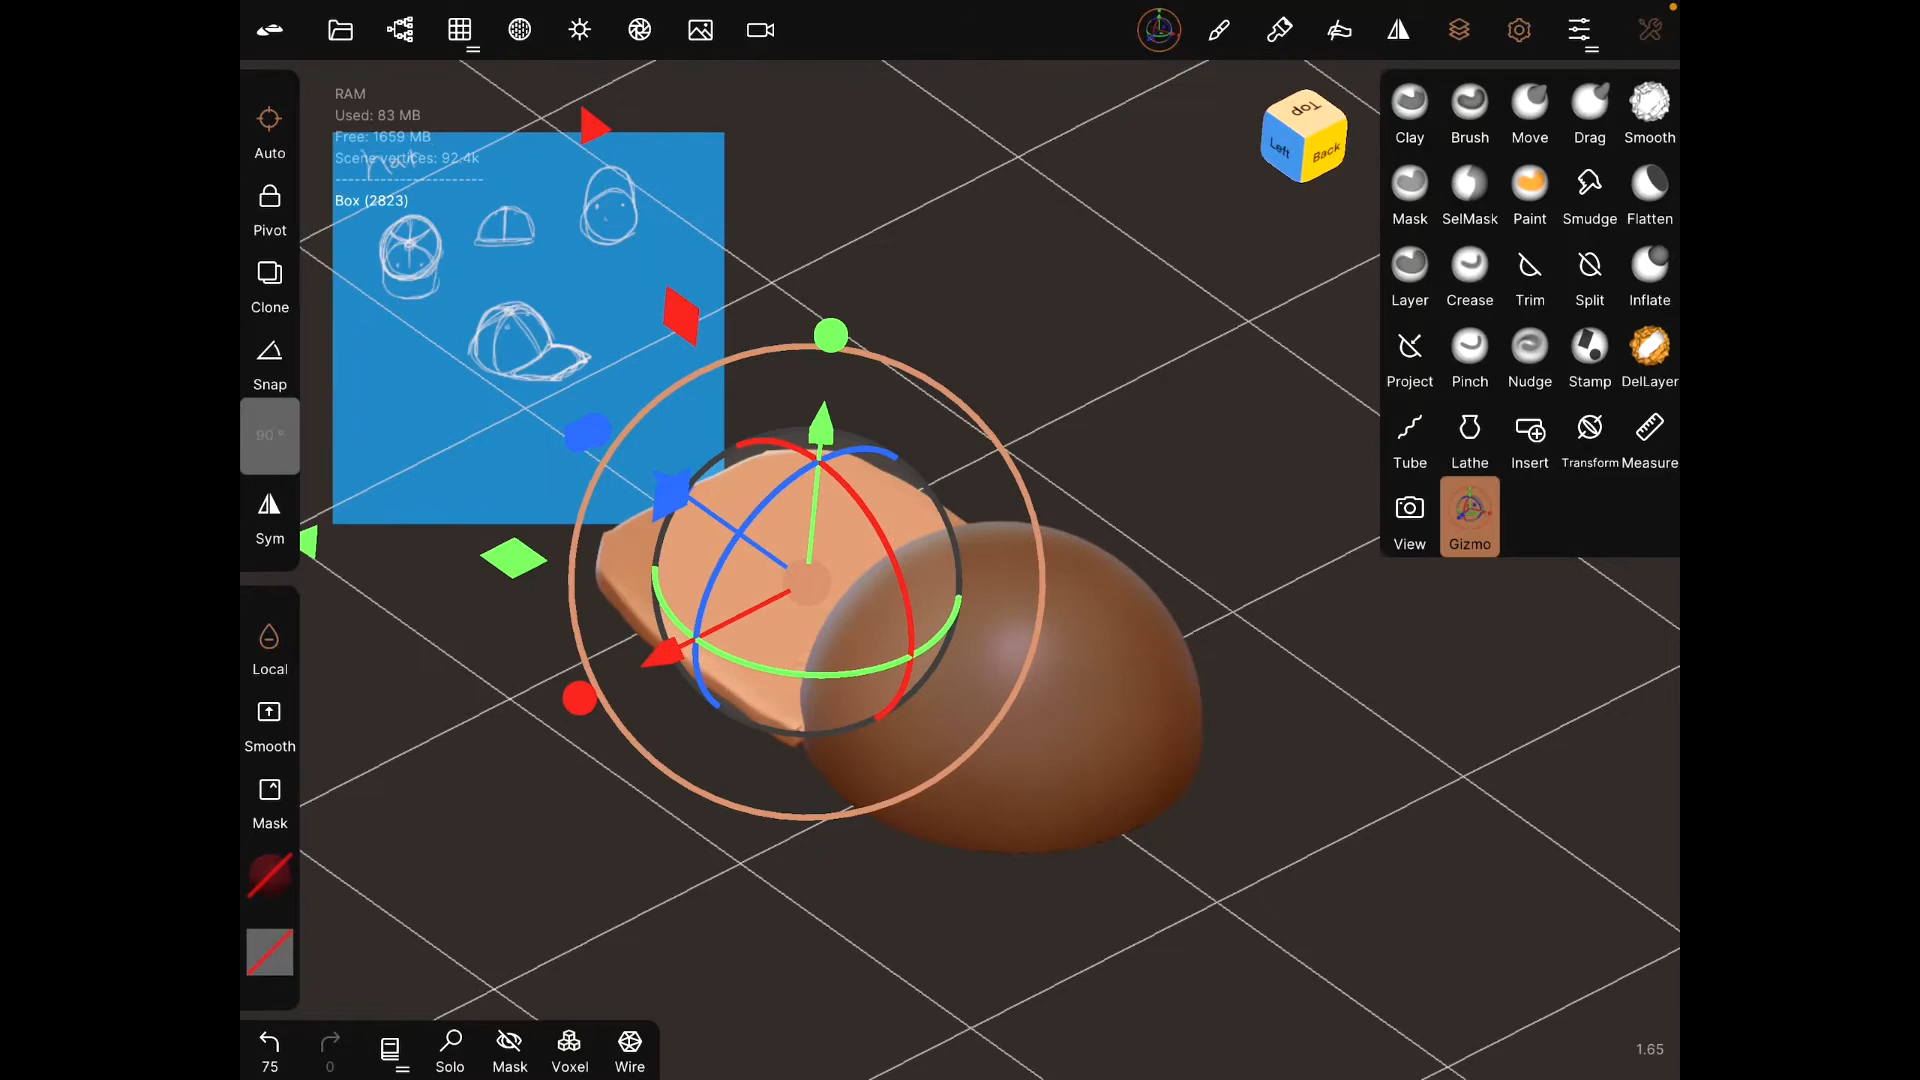 RAM
Used: 83 MB
Free: 1659 MB
Scene vertices: 92.4k
Hat
Box (2823)
Top
Left
Back
Auto
Pivot
Clone
Snap
90 °
Sym
Local
Smooth
Mask
Clay Brush Move Drag Smooth
Mask SelMask Paint Smudge Flatten
Layer Crease Trim Split Inflate
Project Pinch Nudge Stamp DelLayer
Tube Lathe Insert Transform Measure
View Gizmo
75 0 Solo Mask Voxel Wire
1.65